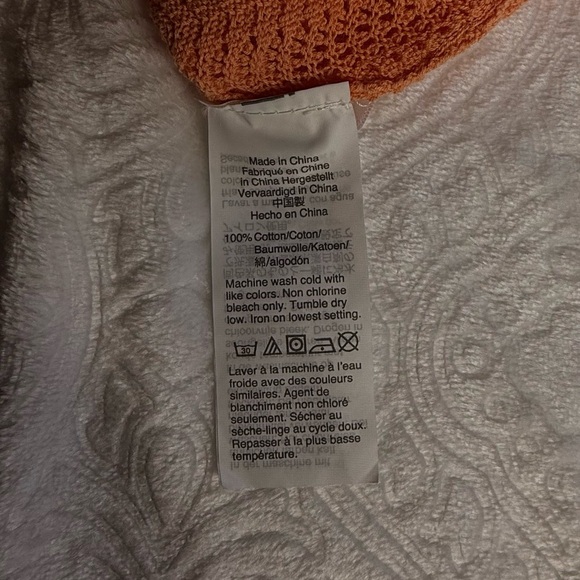 Made in China
Fabriqué en Chine
in China Hergestellt
Vervaardigd in China
中国製
Hecho en China
100% Cotton/Coton/
Baumwolle/Katoen/
綿/algodón
Machine wash cold with
like colors. Non chlorine
bleach only. Tumble dry
low. Iron on lowest setting.
30
Laver à la machine à l'eau
froide avec des couleurs
similaires. Agent de
blanchiment non chloré
seulement. Sécher au
sèche-linge au cycle doux.
Repasser à la plus basse
température.